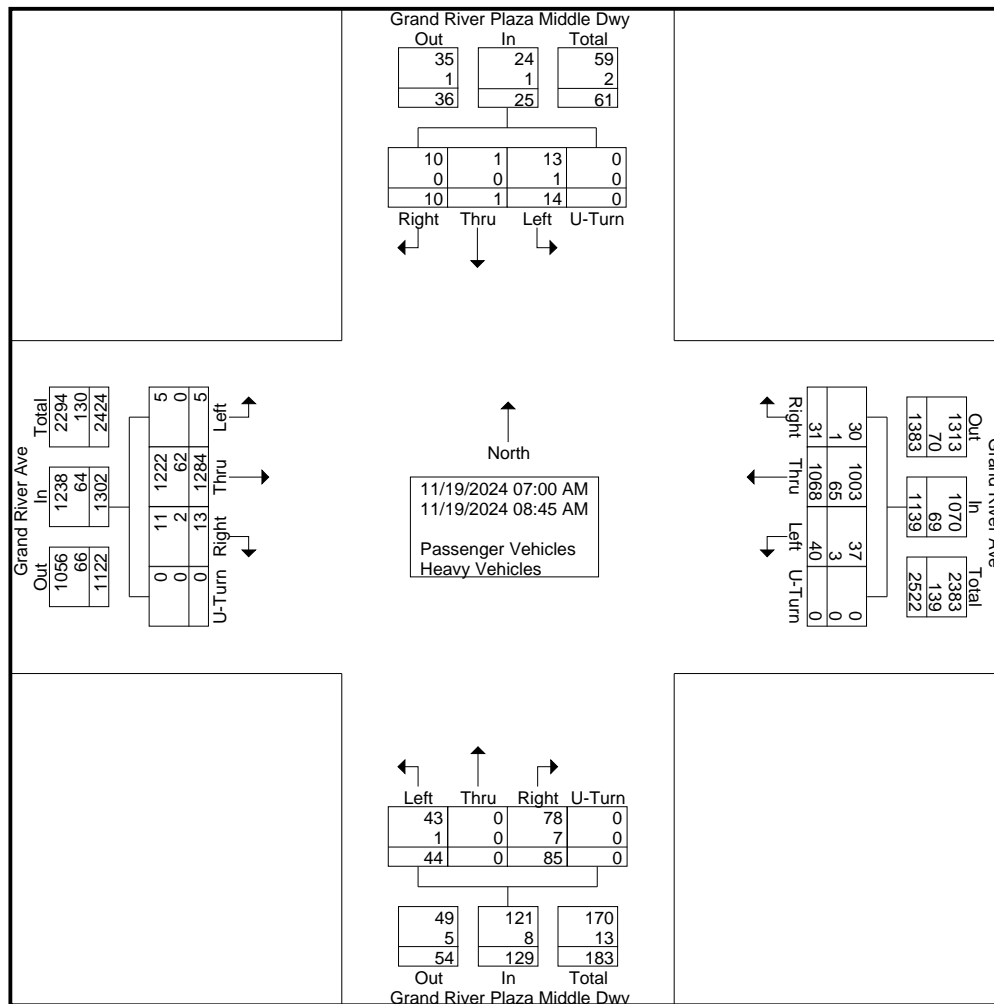 Grand River Plaza Middle Dwy
Out In Total
35 24 59
1 1 2
36 25 61
10 1 13 0
0 0 1 0
10 1 14 0
Right Thru Left U-Turn
Grand River Ave
Total In Out
2294 1238 1056
130 64 66
2424 1302 1122
5 1222 11 0
0 62 2 0
5 1284 13 0
Left Thru Right U-Turn
North
11/19/2024 07:00 AM
11/19/2024 08:45 AM
Passenger Vehicles
Heavy Vehicles
Grand River Ave
Out In Total
1313 1070 2383
70 69 139
1383 1139 2522
30 1003 37 0
1 65 3 0
31 1068 40 0
Right Thru Left U-Turn
Left Thru Right U-Turn
43 0 78 0
1 0 7 0
44 0 85 0
49 121 170
5 8 13
54 129 183
Out In Total
Grand River Plaza Middle Dwy